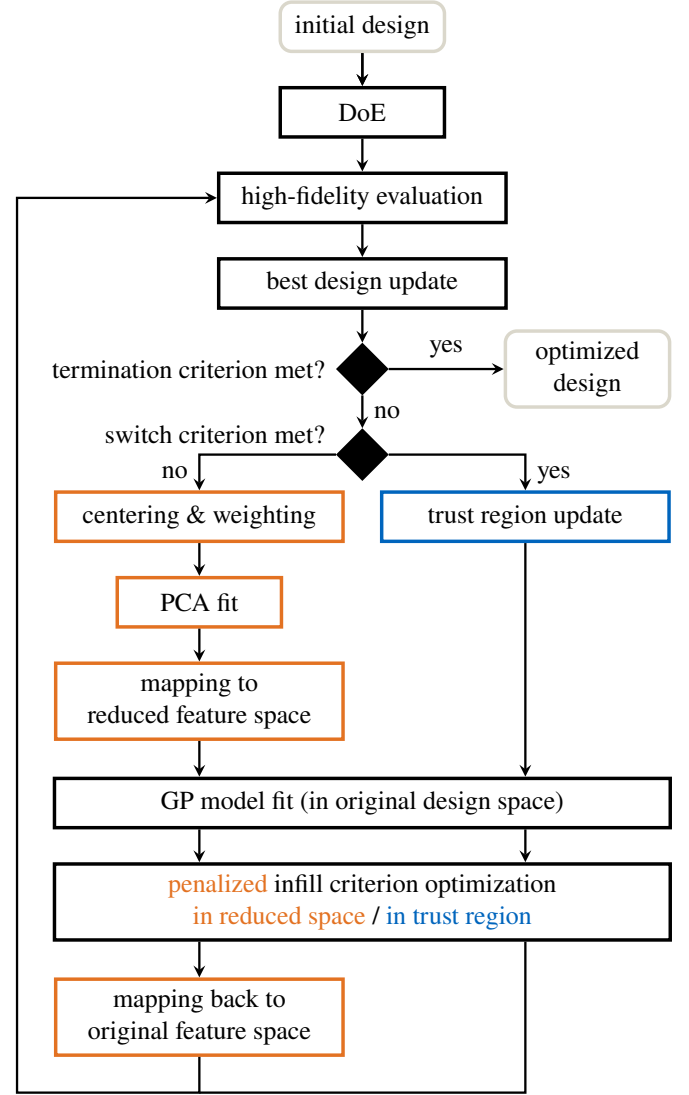 initial design
DoE
high-fidelity evaluation
best design update
termination criterion met?
yes
optimized
design
no
switch criterion met?
no
yes
centering & weighting
trust region update
PCA fit
mapping to
reduced feature space
GP model fit (in original design space)
penalized infill criterion optimization
in reduced space / in trust region
mapping back to
original feature space